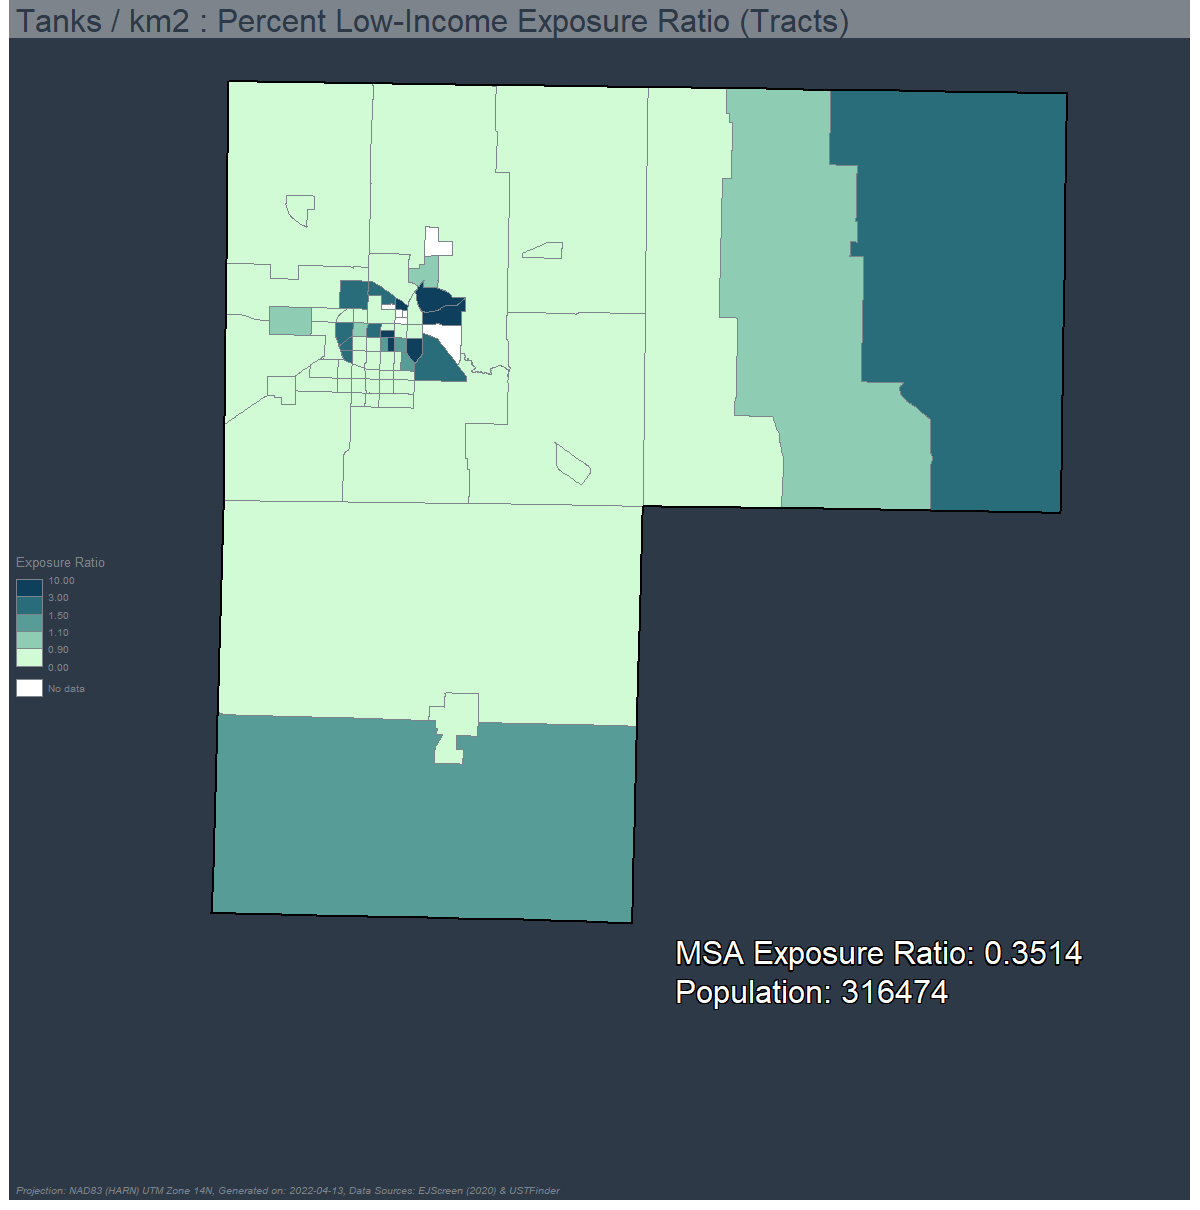 Tanks / km2 : Percent Low-Income Exposure Ratio (Tracts)
Exposure Ratio
10.00
3.00
1.50
1.10
0.90
0.00
No data
MSA Exposure Ratio: 0.3514
Population: 316474
Projection: NAD83 (HARN) UTM Zone 14N, Generated on: 2022-04-13, Data Sources: EJScreen (2020) & USTFinder